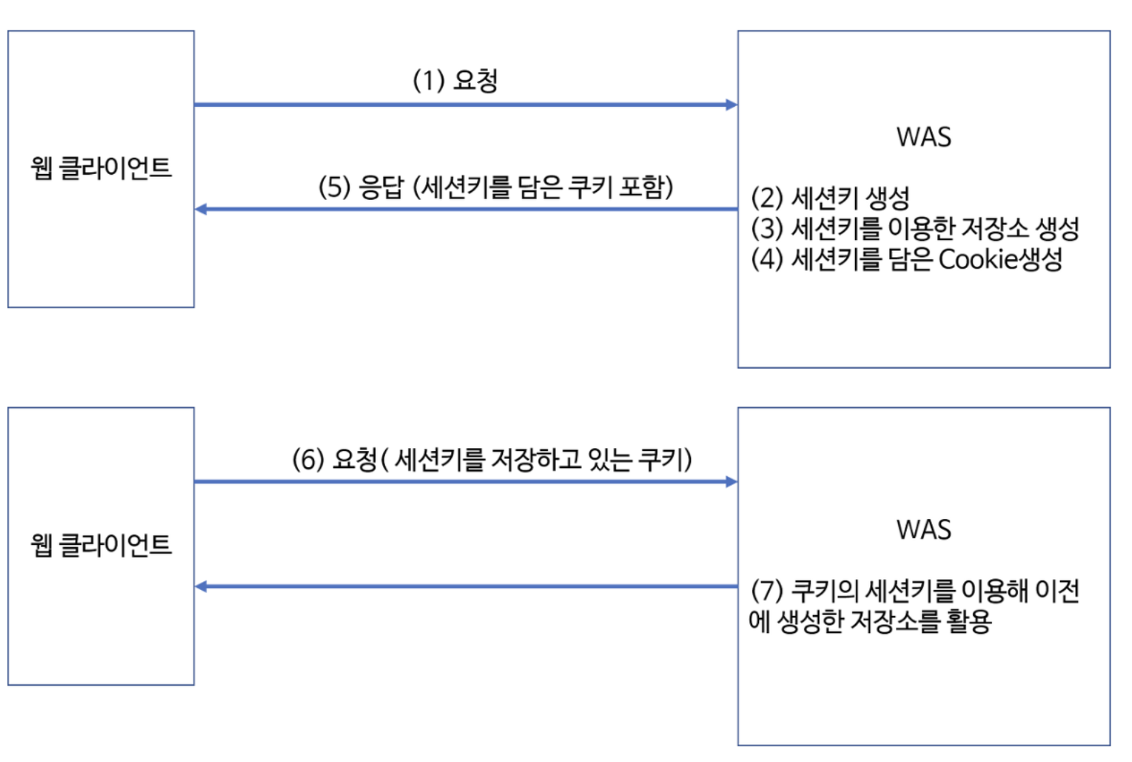 (1) 요청
웹 클라이언트
WAS
(5) 응답 (세션키를 담은 쿠키 포함)
(2) 세션키 생성
(3) 세션키를 이용한 저장소 생성
(4) 세션키를 담은 Cookie생성
(6) 요청( 세션키를 저장하고 있는 쿠키)
웹 클라이언트
WAS
(7) 쿠키의 세션키를 이용해 이전
에 생성한 저장소를 활용